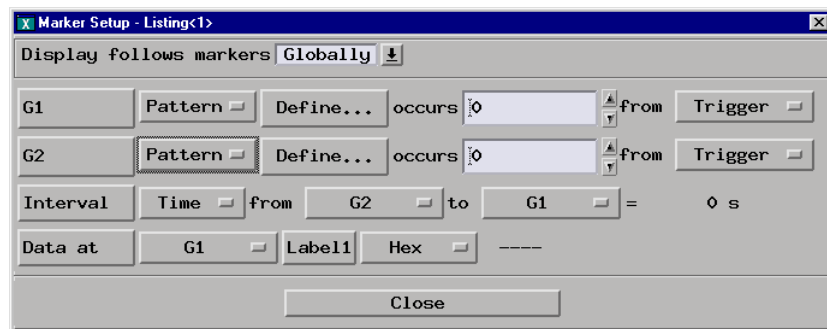 Marker Setup - Listing<1>
Display follows markers Globally
G1 Pattern Define... occurs 0 from Trigger
G2 Pattern Define... occurs 0 from Trigger
Interval Time from G2 to G1 = 0 s
Data at G1 Label1 Hex ----
Close